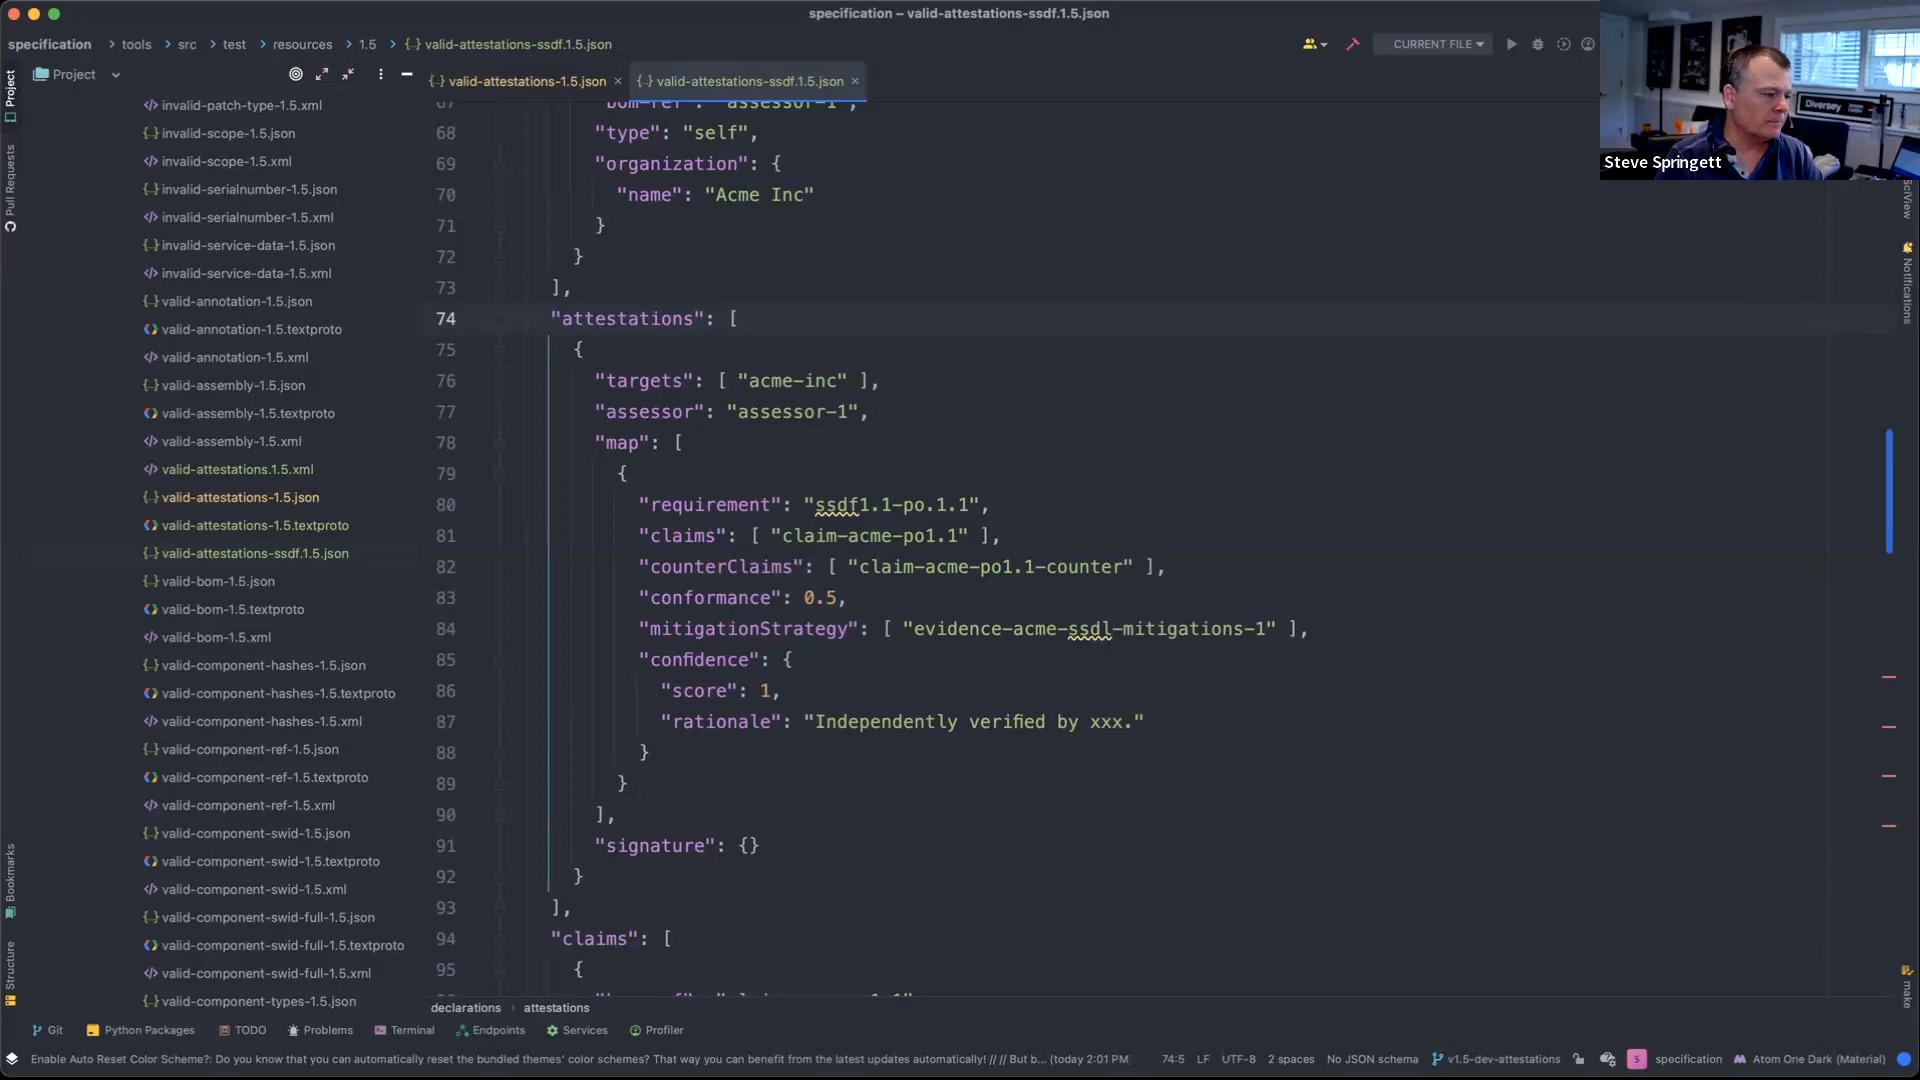 specification – valid-attestations-ssdf.1.5.json
specification > tools > src > test > resources > 1.5 > valid-attestations-ssdf.1.5.json
CURRENT FILE
Project
valid-attestations-1.5.json ×
valid-attestations-ssdf.1.5.json ×
Project
Pull Requests
Bookmarks
Structure
invalid-patch-type-1.5.xml
invalid-scope-1.5.json
invalid-scope-1.5.xml
invalid-serialnumber-1.5.json
invalid-serialnumber-1.5.xml
invalid-service-data-1.5.json
invalid-service-data-1.5.xml
valid-annotation-1.5.json
valid-annotation-1.5.textproto
valid-annotation-1.5.xml
valid-assembly-1.5.json
valid-assembly-1.5.textproto
valid-assembly-1.5.xml
valid-attestations.1.5.xml
valid-attestations-1.5.json
valid-attestations-1.5.textproto
valid-attestations-ssdf.1.5.json
valid-bom-1.5.json
valid-bom-1.5.textproto
valid-bom-1.5.xml
valid-component-hashes-1.5.json
valid-component-hashes-1.5.textproto
valid-component-hashes-1.5.xml
valid-component-ref-1.5.json
valid-component-ref-1.5.textproto
valid-component-ref-1.5.xml
valid-component-swid-1.5.json
valid-component-swid-1.5.textproto
valid-component-swid-1.5.xml
valid-component-swid-full-1.5.json
valid-component-swid-full-1.5.textproto
valid-component-swid-full-1.5.xml
valid-component-types-1.5.json
67 "bom-ref": "assessor-1",
68 "type": "self",
69 "organization": {
70 "name": "Acme Inc"
71 }
72 }
73 ],
74 "attestations": [
75 {
76 "targets": [ "acme-inc" ],
77 "assessor": "assessor-1",
78 "map": [
79 {
80 "requirement": "ssdf1.1-po.1.1",
81 "claims": [ "claim-acme-po1.1" ],
82 "counterClaims": [ "claim-acme-po1.1-counter" ],
83 "conformance": 0.5,
84 "mitigationStrategy": [ "evidence-acme-ssdl-mitigations-1" ],
85 "confidence": {
86 "score": 1,
87 "rationale": "Independently verified by xxx."
88 }
89 }
90 ],
91 "signature": {}
92 }
93 ],
94 "claims": [
95 {
declarations > attestations
Diversey
Steve Springett
SciView
Notifications
make
Git
Python Packages
TODO
Problems
Terminal
Endpoints
Services
Profiler
Enable Auto Reset Color Scheme?: Do you know that you can automatically reset the bundled themes' color schemes? That way you can benefit from the latest updates automatically! // // But b... (today 2:01 PM)
74:5 LF UTF-8 2 spaces No JSON schema v1.5-dev-attestations S specification Atom One Dark (Material)